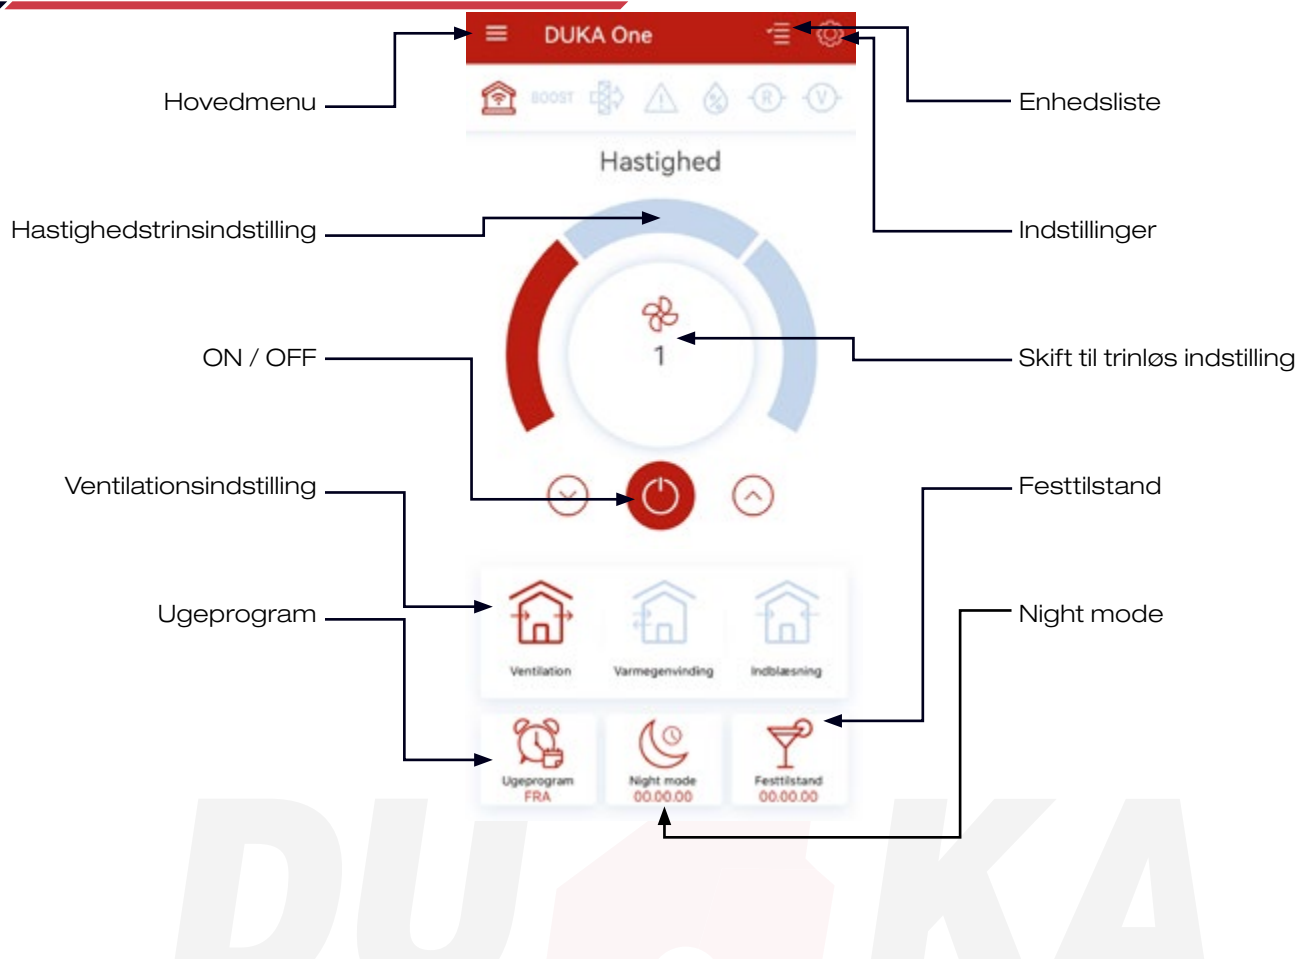 DUKA One
BOOST
R
V
Hovedmenu
Enhedsliste
Hastighed
Hastighedstrinsindstilling
Indstillinger
1
ON / OFF
Skift til trinløs indstilling
Ventilationsindstilling
Festtilstand
Ugeprogram
Night mode
Ventilation
Varmegenvinding
Indblæsning
Ugeprogram
FRA
Night mode
00.00.00
Festtilstand
00.00.00
DUKA